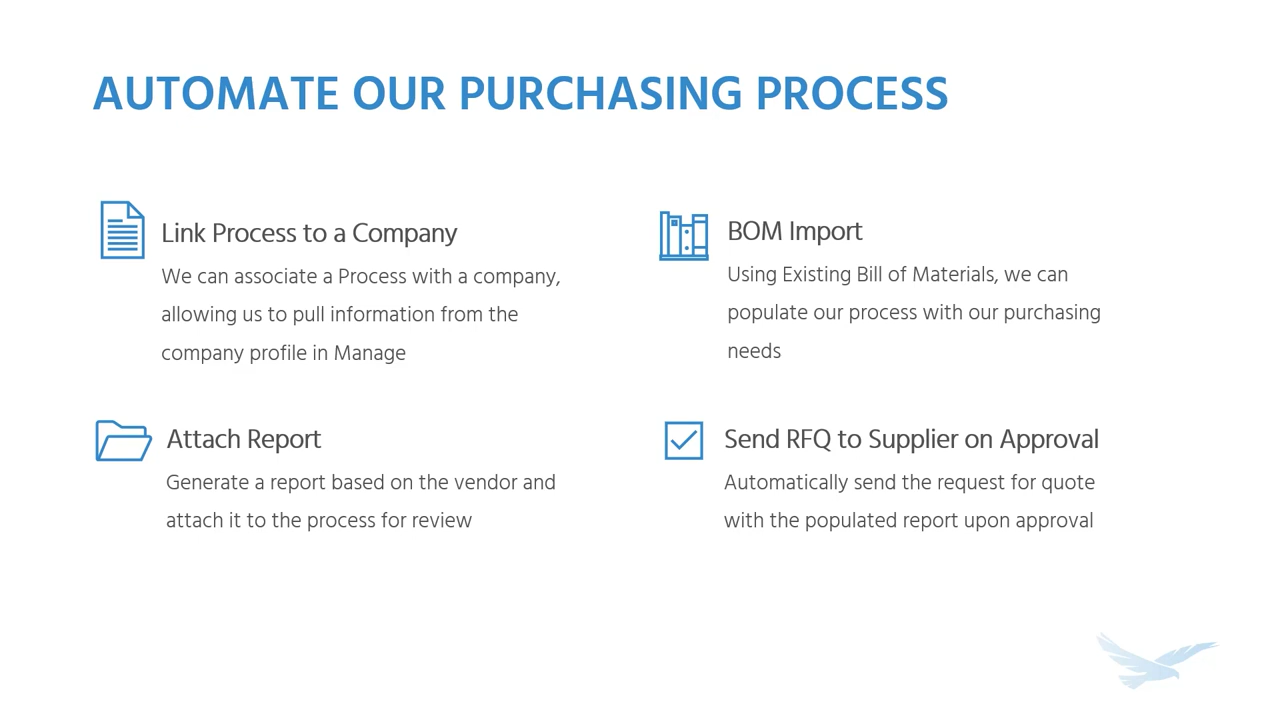 AUTOMATE OUR PURCHASING PROCESS
Link Process to a Company
We can associate a Process with a company,
allowing us to pull information from the
company profile in Manage
BOM Import
Using Existing Bill of Materials, we can
populate our process with our purchasing
needs
Attach Report
Generate a report based on the vendor and
attach it to the process for review
Send RFQ to Supplier on Approval
Automatically send the request for quote
with the populated report upon approval